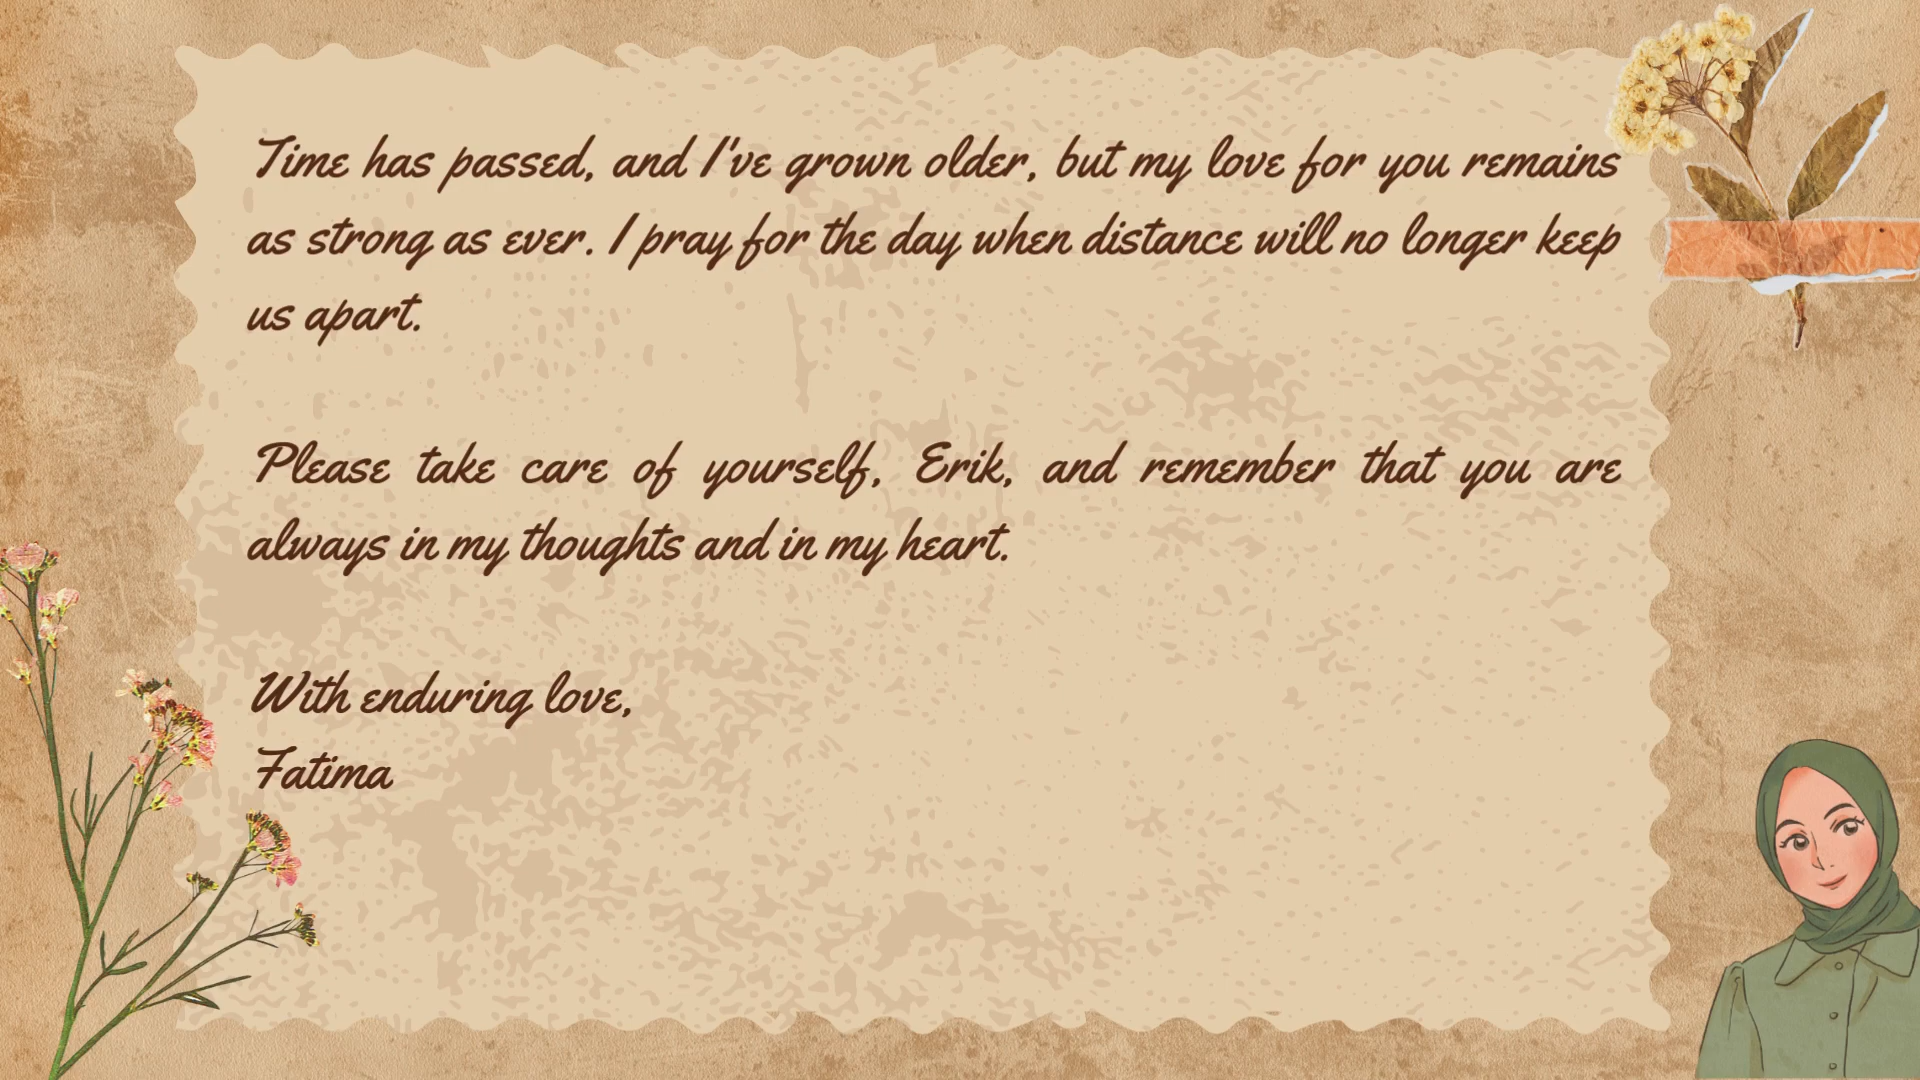 Time has passed, and I've grown older, but my love for you remains
as strong as ever. I pray for the day when distance will no longer keep
us apart.
Please take care of yourself, Erik, and remember that you are
always in my thoughts and in my heart.
With enduring love,
Fatima